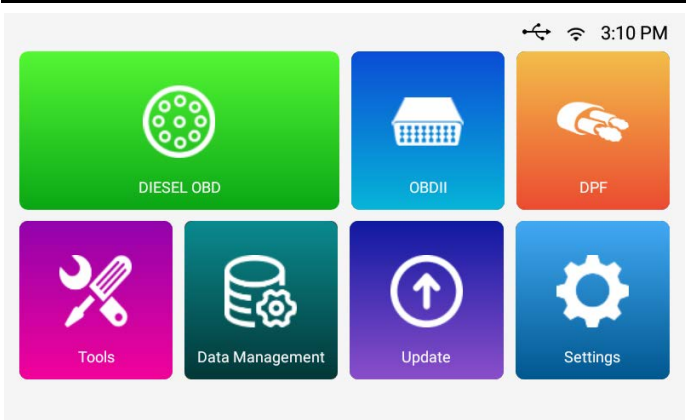 3:10 PM
DIESEL OBD
OBDII
DPF
Tools
Data Management
Update
Settings